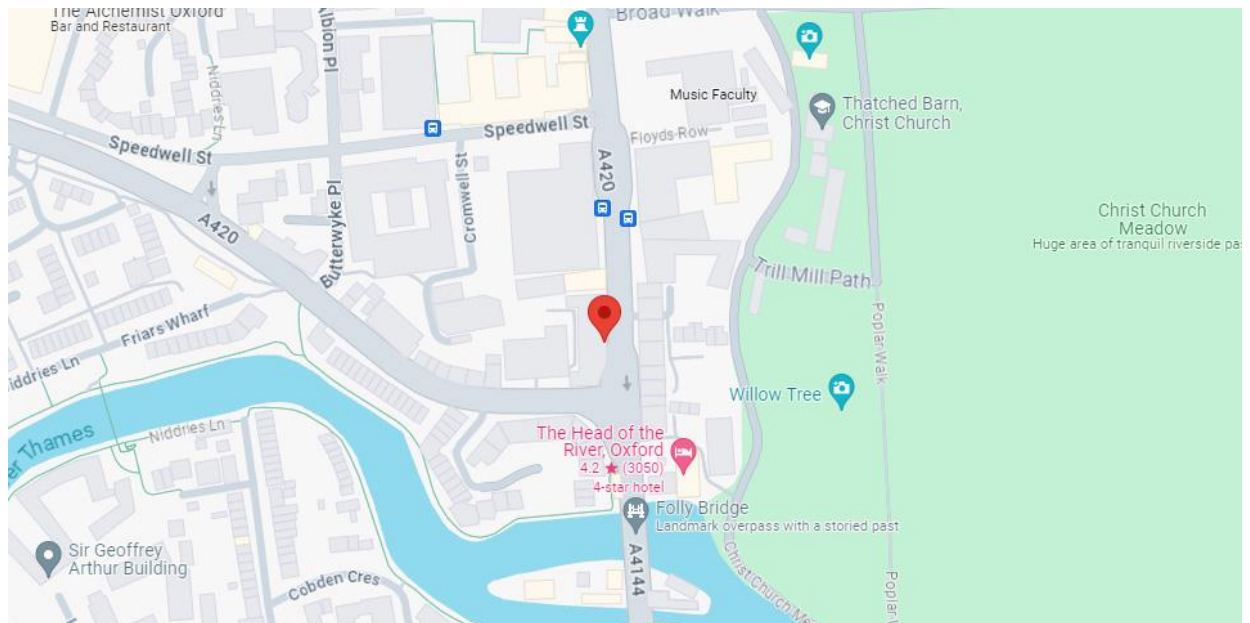 The Alchemist Oxford
Bar and Restaurant
Albion Pl
Broad Walk
Niddries Ln
Music Faculty
Thatched Barn,
Christ Church
Speedwell St
Speedwell St
Floyds Row
A420
Cromwell St
Butterwyke Pl
A420
Christ Church
Meadow
Huge area of tranquil riverside
Trill Mill Path
Friars Wharf
Niddries Ln
Poplar Walk
Willow Tree
Niddries Ln
Thames
The Head of the
River, Oxford
4.2 ★ (3050)
4-star hotel
Folly Bridge
Landmark overpass with a storied past
A4144
Sir Geoffrey
Arthur Building
Cobden Cres
Christ Church
Poplar